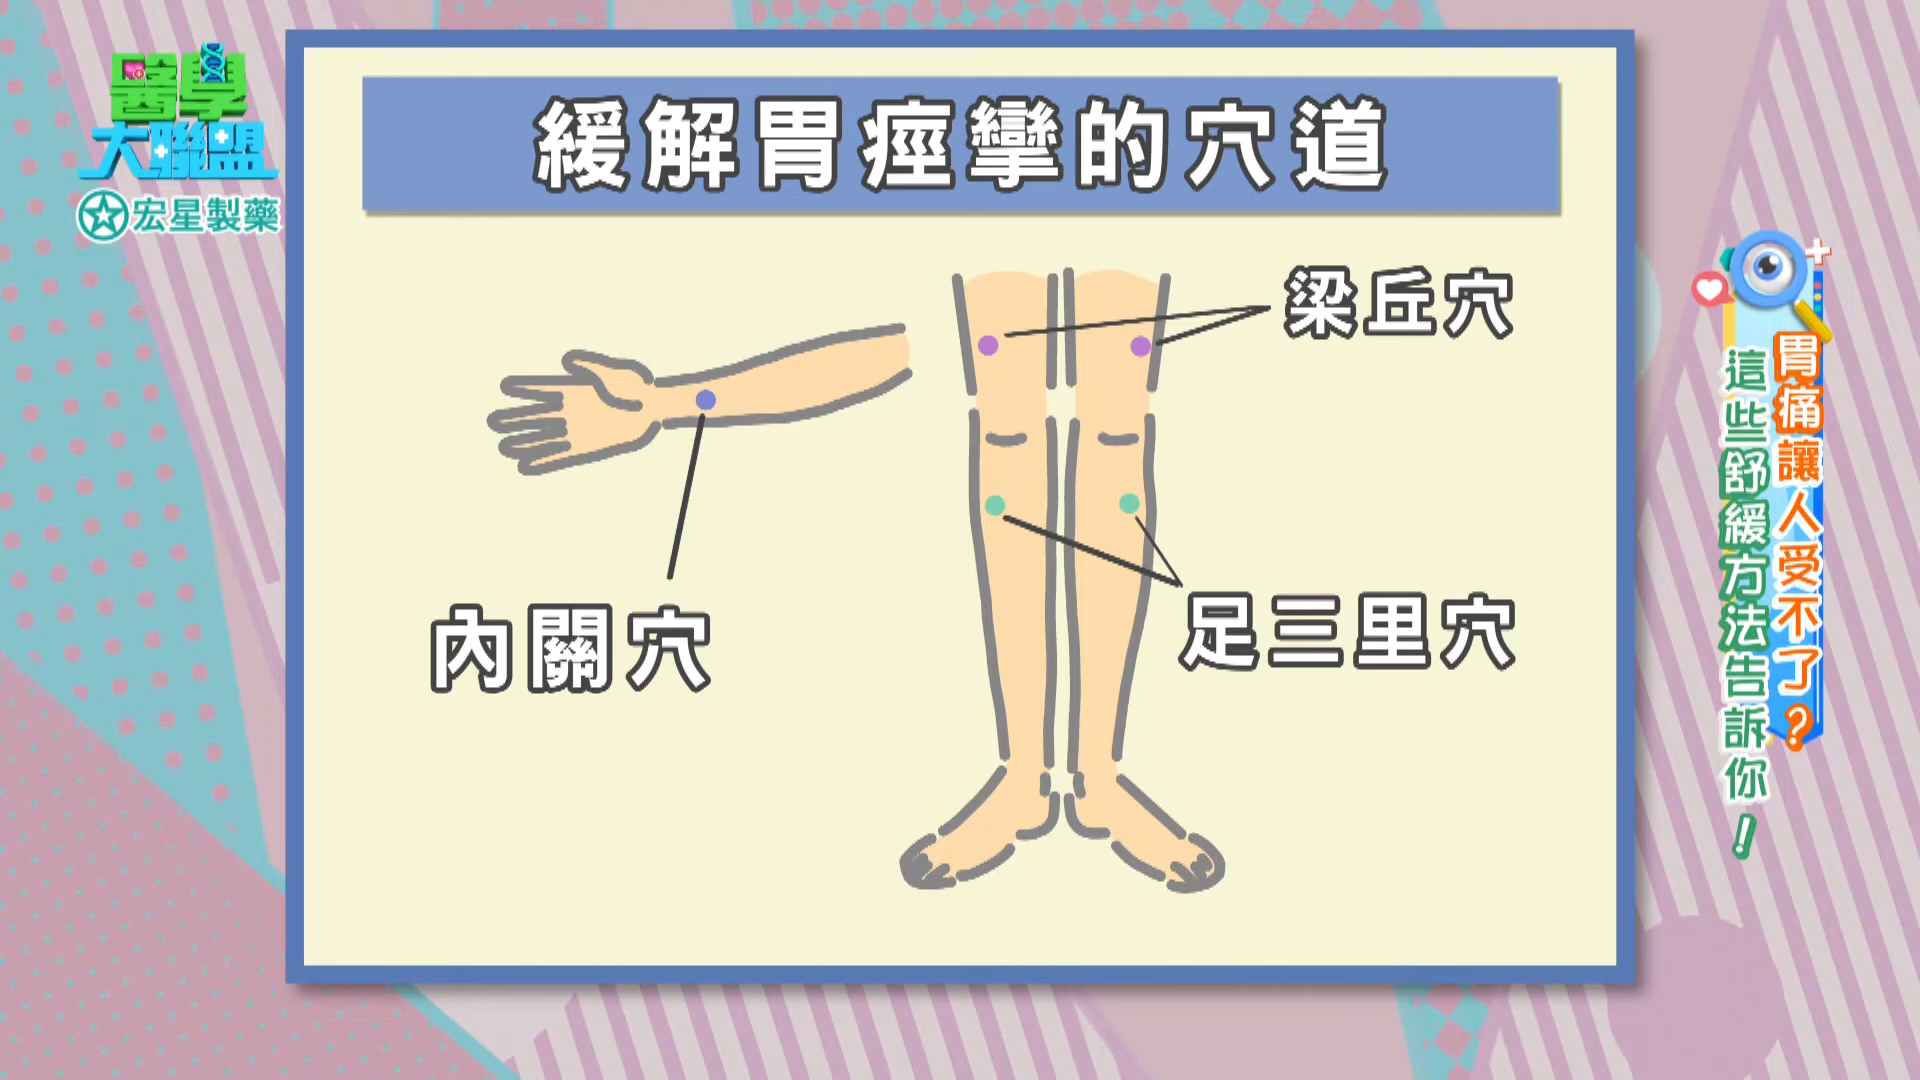 醫學
大聯盟
宏星製藥
緩解胃痙攣的穴道
梁丘穴
內關穴
足三里穴
胃痛讓人受不了?
這些舒緩方法告訴你!